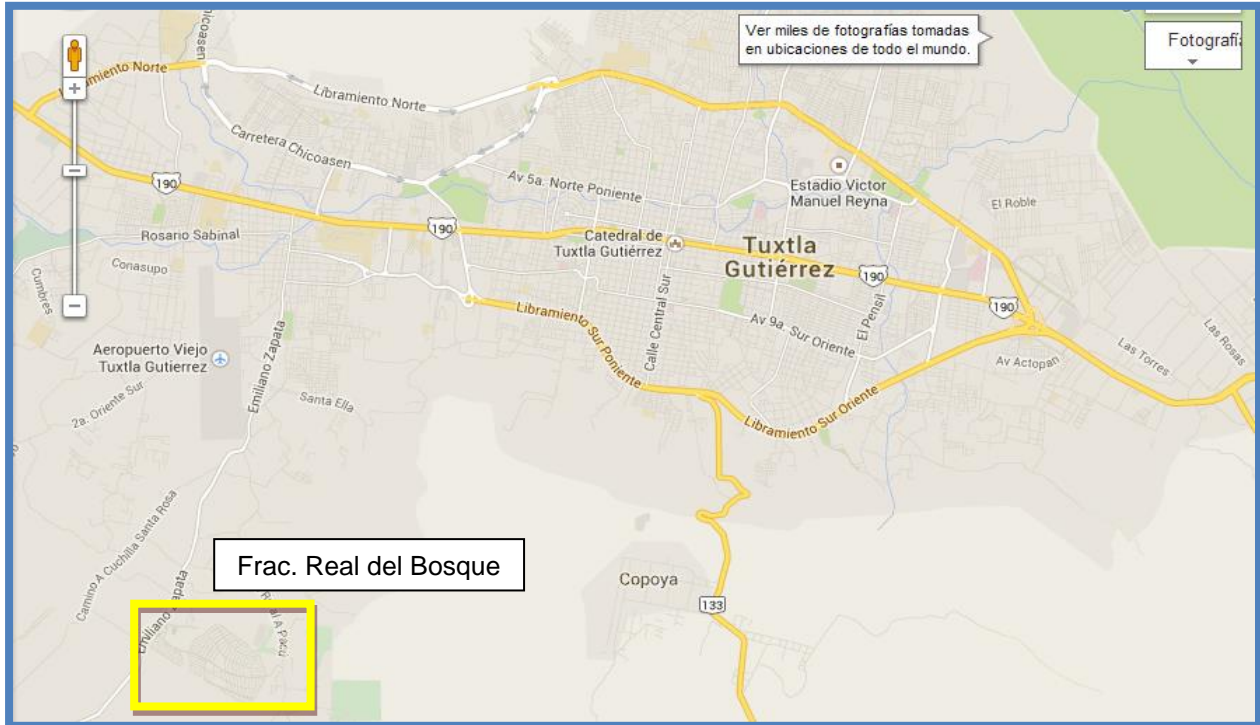 hicoasen
Ver miles de fotografías tomadas
en ubicaciones de todo el mundo.
Fotografí
miento Norte
Libramiento Norte
Carretera Chicoasen
190
Av 5a. Norte Poniente
Estadio Victor
Manuel Reyna
El Roble
190
Rosario Sabinal
Catedral de
Tuxtla Gutiérrez
Tuxtla
Gutiérrez
190
190
Conasupo
Cumbres
Libramiento Sur Poniente
Calle Central Sur
Av 9a. Sur Oriente
El Pensil
Las Torres
Las Rosas
Av Actopan
Aeropuerto Viejo
Tuxtla Gutierrez
Emiliano Zapata
2a. Oriente Sur
Santa Ella
Libramiento Sur Oriente
Camino A Cuchilla Santa Rosa
Frac. Real del Bosque
Copoya
133
Emiliano Zapata